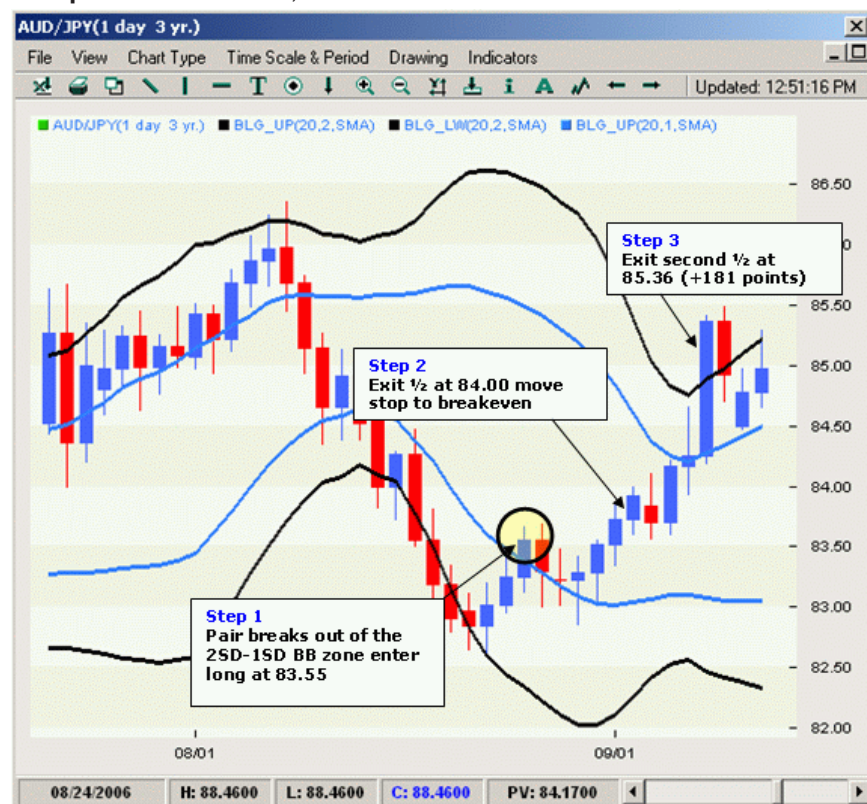 AUD/JPY(1 day 3 yr.)
File View Chart Type Time Scale & Period Drawing Indicators
Updated: 12:51:16 PM
AUD/JPY(1 day 3 yr.) BLG_UP(20,2,SMA) BLG_LW(20,2,SMA) BLG_UP(20,1,SMA)
86.50
Step 3
Exit second ½ at
85.36 (+181 points)
85.50
85.00
Step 2
Exit ½ at 84.00 move
stop to breakeven
84.50
84.00
83.50
83.00
Step 1
Pair breaks out of the
2SD-1SD BB zone enter
long at 83.55
82.50
82.00
08/01 09/01
08/24/2006 H: 88.4600 L: 88.4600 C: 88.4600 PV: 84.1700